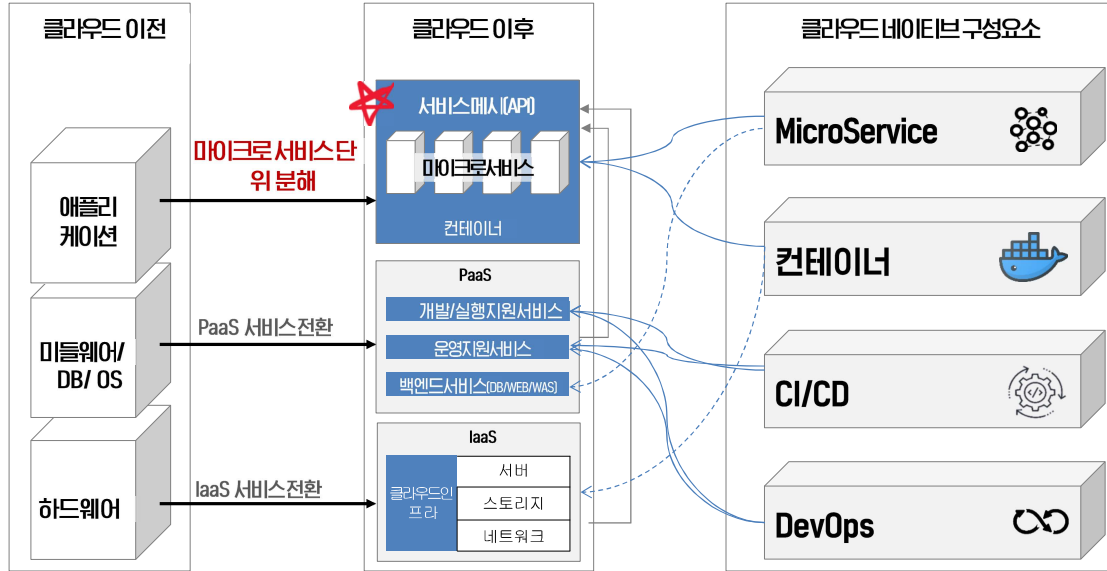 클라우드 이전
애플리
케이션
미들웨어/
DB/ OS
하드웨어
마이크로 서비스 단
위 분해
PaaS 서비스전환
IaaS 서비스전환
클라우드 이후
서비스메시(API)
마이크로서비스
컨테이너
PaaS
개발/실행지원서비스
운영지원서비스
백엔드서비스(DB/WEB/WAS)
IaaS
클라우드인
프라
서버
스토리지
네트워크
클라우드 네이티브 구성요소
MicroService
컨테이너
CI/CD
DevOps